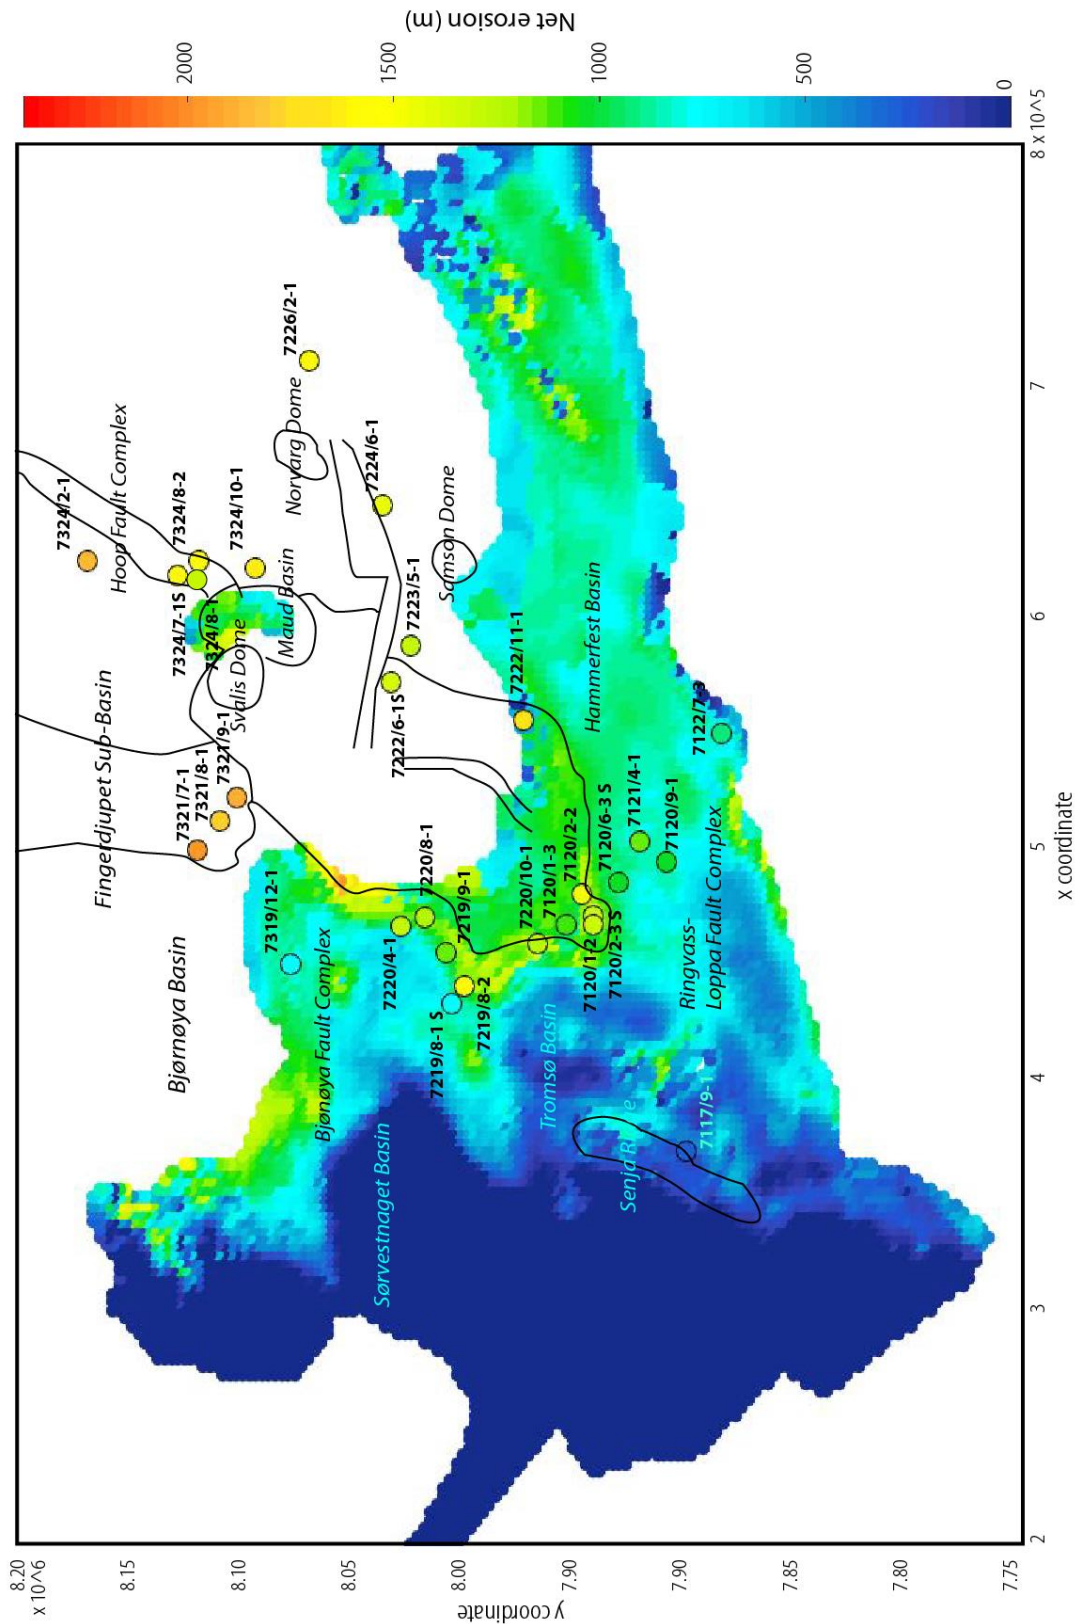 Net erosion (m)
2000
1500
1000
500
0
8.20
x 10^6
8.15
8.10
8.05
8.00
7.95
7.90
7.85
7.80
7.75
y coordinate
2
3
4
5
6
7
8 x 10^5
x coordinate
Hoop Fault Complex
7324/2-1
7324/8-2
7324/10-1
7324/7-1S
7324/8-1
Svalis Dome
Maud Basin
Norvarg Dome
7226/2-1
7224/6-1
Samson Dome
7223/5-1
7222/6-1S
7222/11-1
Fingerdjupet Sub-Basin
7321/7-1
7321/8-1
7321/9-1
Bjørnøya Basin
7319/12-1
Bjønøya Fault Complex
7220/8-1
7219/9-1
7220/4-1
7219/8-1 S
7219/8-2
7220/10-1
7120/1-3
7120/2-2
7120/6-3 S
7121/4-1
7120/9-1
7120/1-2
7120/2-3 S
7122/7-3
Hammerfest Basin
Ringvass-
Loppa Fault Complex
Tromsø Basin
Sørvestnaget Basin
Senja Ri e
7117/9-1